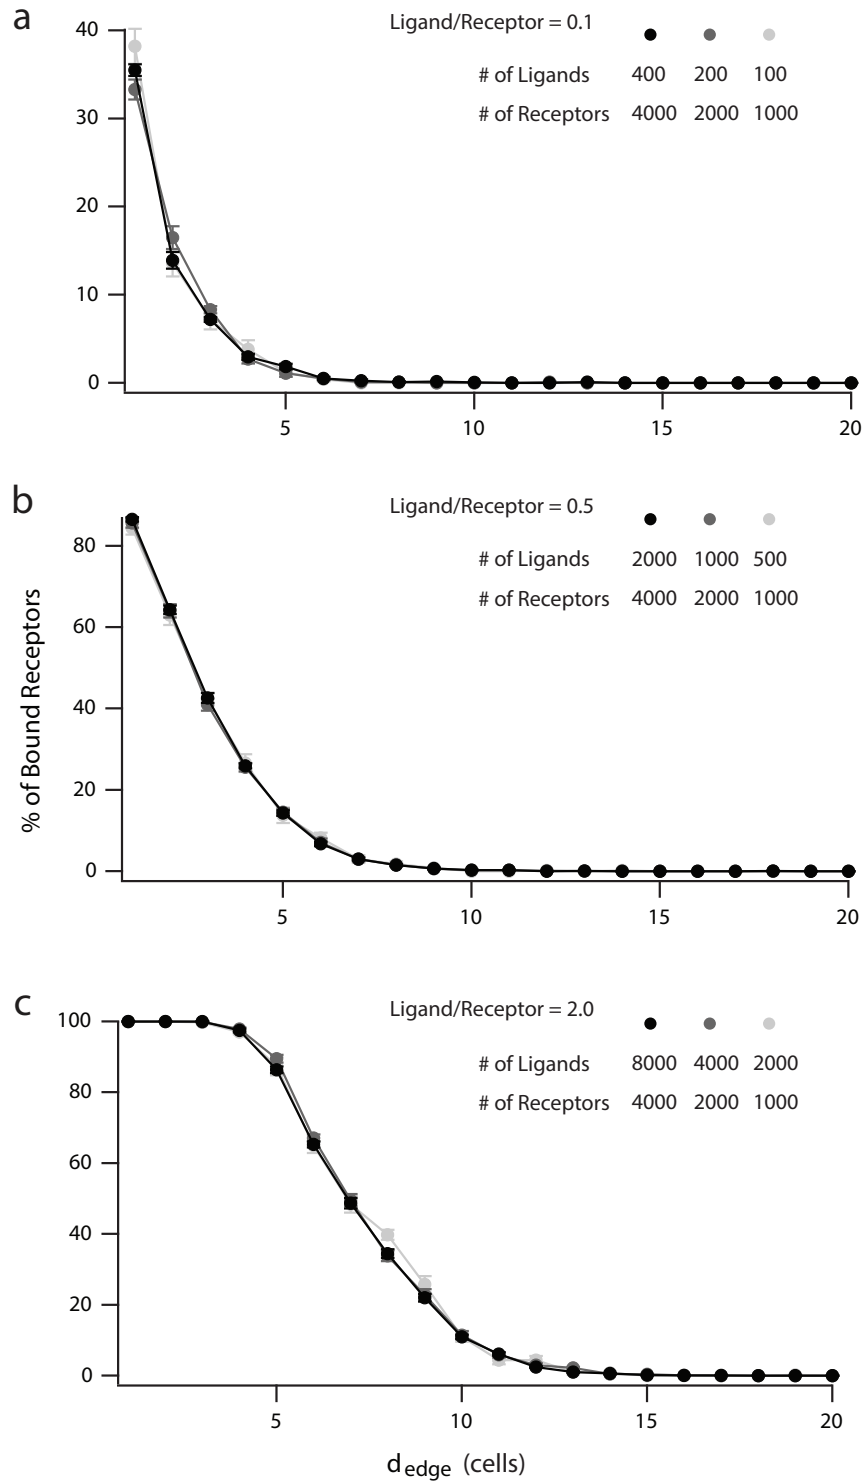 a
Ligand/Receptor = 0.1
# of Ligands 400 200 100
# of Receptors 4000 2000 1000
40
30
20
10
0
5 10 15 20
b
Ligand/Receptor = 0.5
# of Ligands 2000 1000 500
# of Receptors 4000 2000 1000
% of Bound Receptors
80
60
40
20
0
5 10 15 20
c
Ligand/Receptor = 2.0
# of Ligands 8000 4000 2000
# of Receptors 4000 2000 1000
100
80
60
40
20
0
5 10 15 20
d edge (cells)